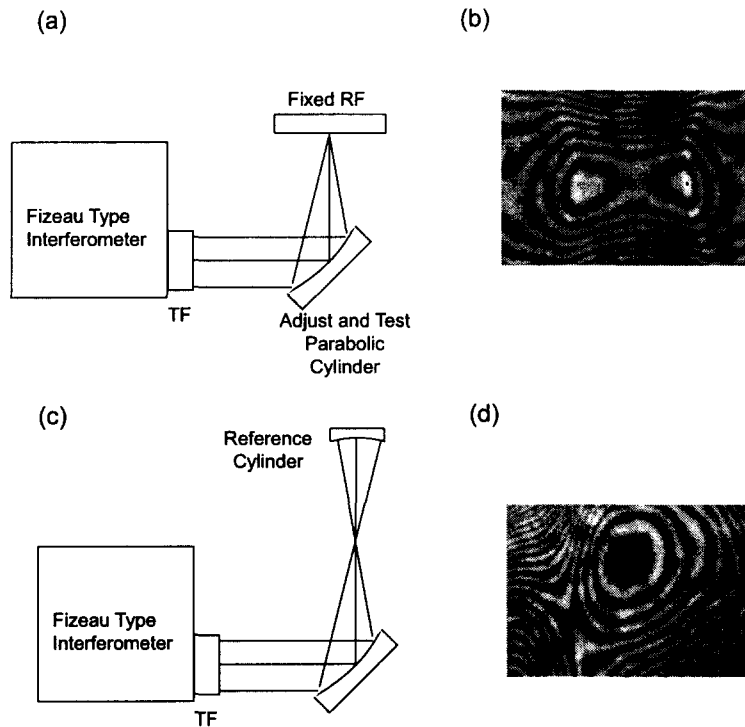 (a)
(b)
Fixed RF
Fizeau Type
Interferometer
TF
Adjust and Test
Parabolic
Cylinder
(c)
(d)
Reference
Cylinder
Fizeau Type
Interferometer
TF